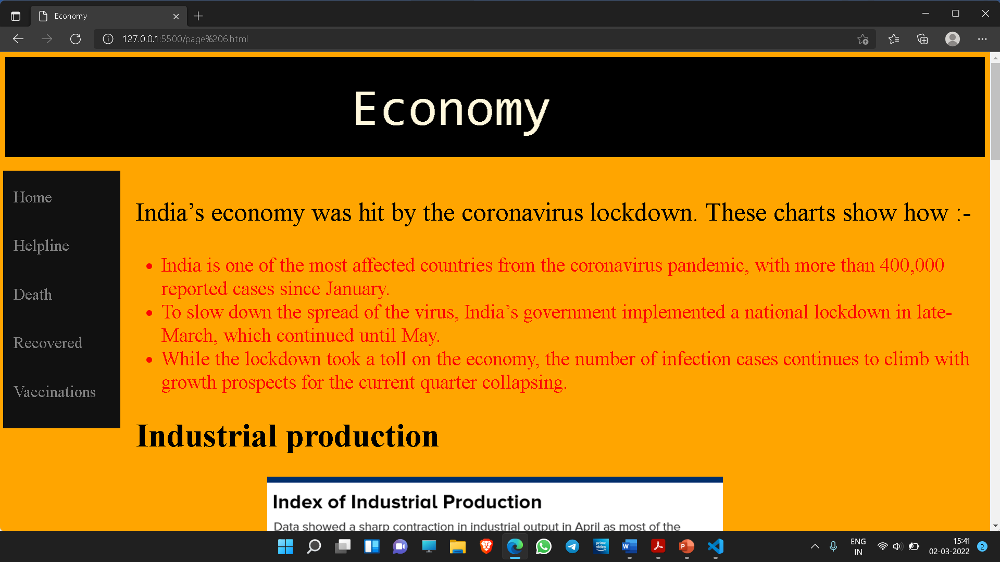 Economy
127.0.0.1:5500/page%206.html
Economy
Home
Helpline
Death
Recovered
Vaccinations
India’s economy was hit by the coronavirus lockdown. These charts show how :-
• India is one of the most affected countries from the coronavirus pandemic, with more than 400,000
reported cases since January.
• To slow down the spread of the virus, India’s government implemented a national lockdown in late-
March, which continued until May.
• While the lockdown took a toll on the economy, the number of infection cases continues to climb with
growth prospects for the current quarter collapsing.
Industrial production
Index of Industrial Production
Data showed a sharp contraction in industrial output in April as most of the
prime
video
ENG
IN
15:41
02-03-2022
2